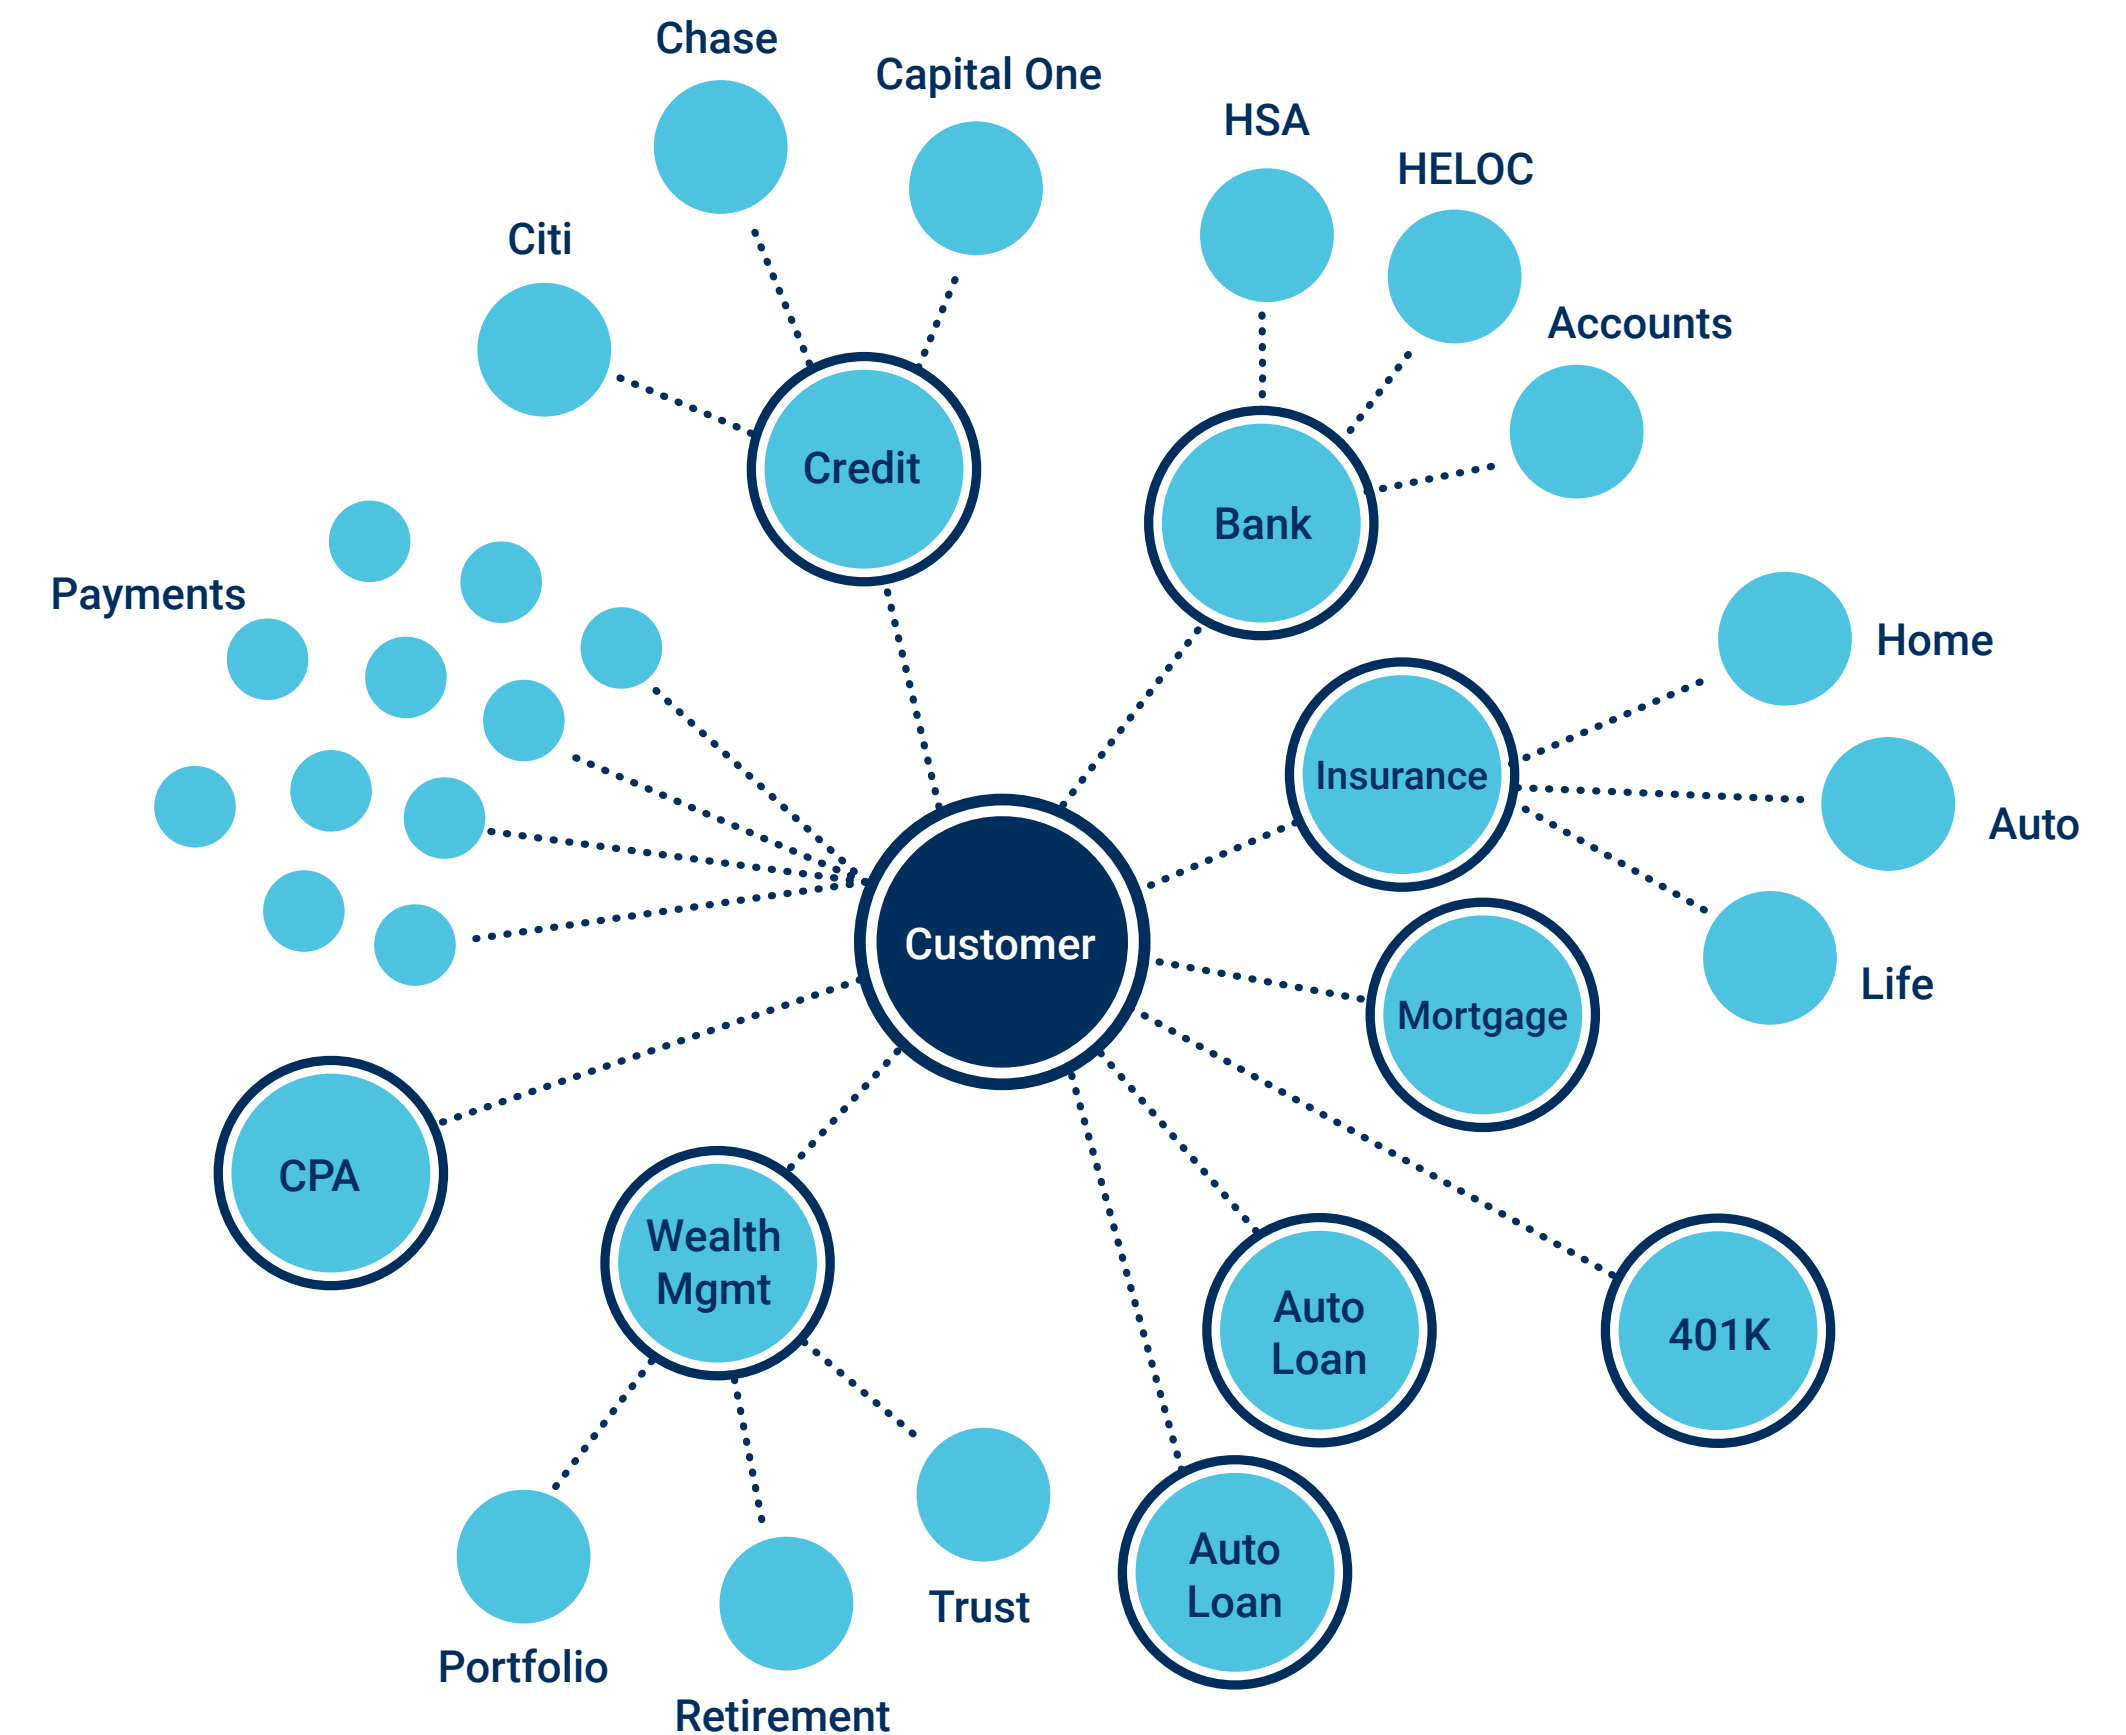 Chase
Capital One
HSA
HELOC
Citi
Accounts
Credit
Bank
Payments
Home
Insurance
Auto
Customer
Life
Mortgage
CPA
Wealth
Mgmt
Auto
Loan
401K
Auto
Loan
Trust
Portfolio
Retirement